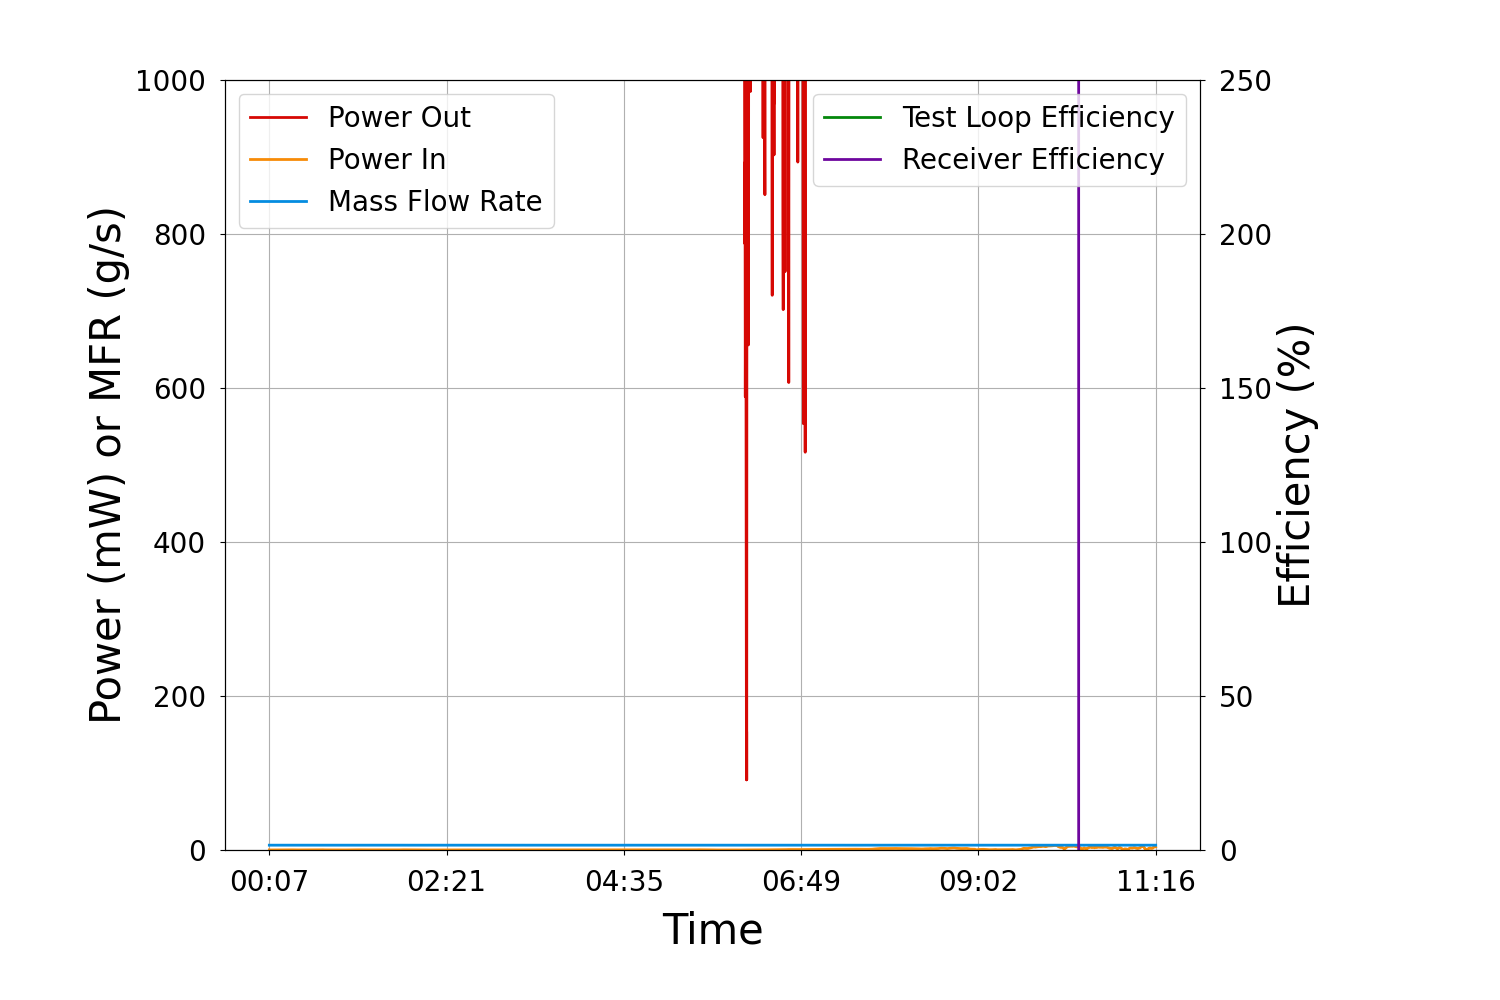 Power Out
Power In
Mass Flow Rate
Test Loop Efficiency
Receiver Efficiency
1000
800
600
400
200
0
Power (mW) or MFR (g/s)
250
200
150
100
50
0
Efficiency (%)
00:07 02:21 04:35 06:49 09:02 11:16
Time